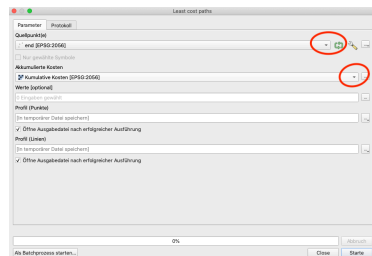 Least cost paths
Parameter Protokoll
Quellpunkt(e)
end [EPSG:2056]
Nur gewählte Symbole
Akkumulierte Kosten
Kumulative Kosten [EPSG:2056]
Werte [optional]
0 Eingaben gewählt
Profil (Punkte)
[In temporärer Datei speichern]
Öffne Ausgabedatei nach erfolgreicher Ausführung
Profil (Linien)
[In temporärer Datei speichern]
Öffne Ausgabedatei nach erfolgreicher Ausführung
0%
Abbruch
Als Batchprozess starten…
Close
Starte